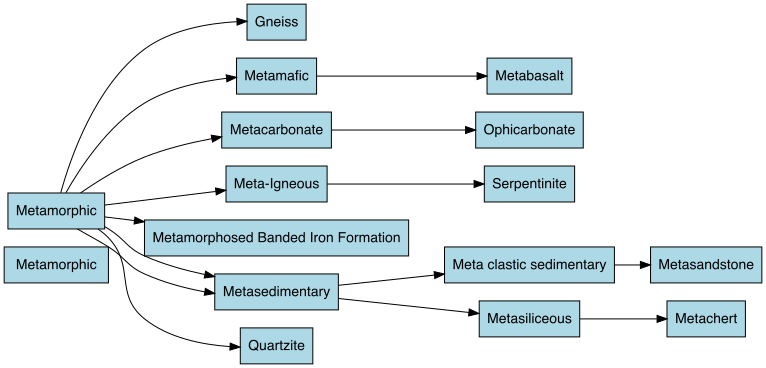 Gneiss
Metamafic
Metabasalt
Metacarbonate
Ophicarbonate
Meta-Igneous
Serpentinite
Metamorphic
Metamorphosed Banded Iron Formation
Metamorphic
Meta clastic sedimentary
Metasandstone
Metasedimentary
Metasiliceous
Metachert
Quartzite